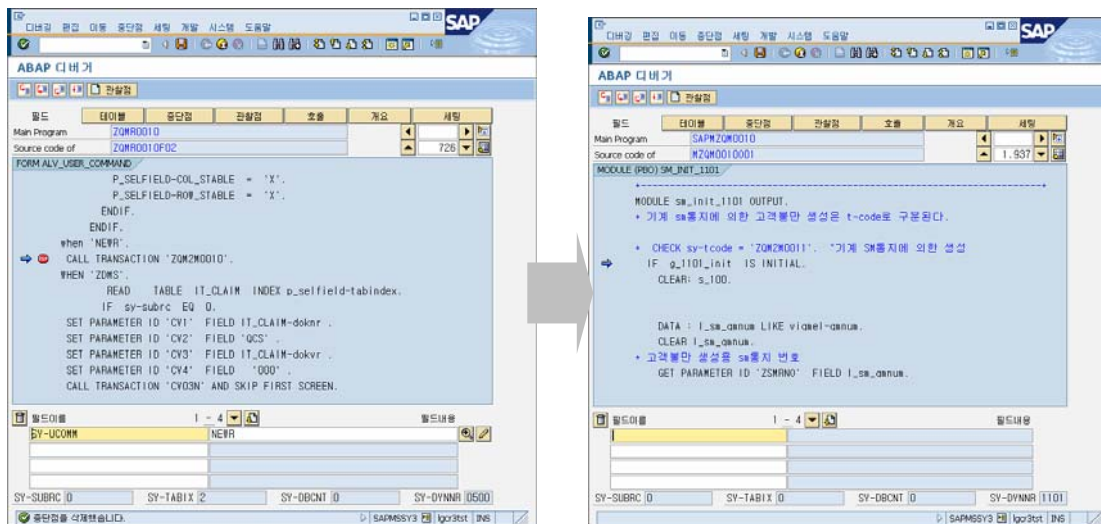 디버깅 편집 이동 중단점 세팅 개발 시스템 도움말
SAP
ABAP 디버거
관찰점
필드 테이블 중단점 관찰점 호출 개요 세팅
Main Program ZQMR0010
Source code of ZQMR0010F02 726
FORM ALV_USER_COMMAND
P_SELFIELD-COL_STABLE = 'X'.
P_SELFIELD-ROW_STABLE = 'X'.
ENDIF.
ENDIF.
when 'NEWR'.
CALL TRANSACTION 'ZQM2M0010'.
WHEN 'ZDMS'.
READ TABLE IT_CLAIM INDEX p_selfield-tabindex.
IF sy-subrc EQ 0.
SET PARAMETER ID 'CV1' FIELD IT_CLAIM-doknr .
SET PARAMETER ID 'CV2' FIELD 'QCS' .
SET PARAMETER ID 'CV3' FIELD IT_CLAIM-dokvr .
SET PARAMETER ID 'CV4' FIELD '000' .
CALL TRANSACTION 'CV03N' AND SKIP FIRST SCREEN.
필드이름 1 - 4 필드내용
SY-UCOMM NEWR
SY-SUBRC 0 SY-TABIX 2 SY-DBCNT 0 SY-DYNNR 0500
중단점을 삭제했습니다. SAPMSSY3 lgcr3tst INS
디버깅 편집 이동 중단점 세팅 개발 시스템 도움말
SAP
ABAP 디버거
관찰점
필드 테이블 중단점 관찰점 호출 개요 세팅
Main Program SAPMZQM0010
Source code of MZQM0010O01 1.937
MODULE (PBO) SM_INIT_1101
*----------------------------------------------------------------------*
MODULE sm_init_1101 OUTPUT.
* 기계 sm통지에 의한 고객불만 생성은 t-code로 구분된다.
* CHECK sy-tcode = 'ZQM2M0011'. "기계 SM통지에 의한 생성
IF g_1101_init IS INITIAL.
CLEAR: s_100.
DATA : l_sm_qmnum LIKE viqmel-qmnum.
CLEAR l_sm_qmnum.
* 고객불만 생성용 sm통지 번호
GET PARAMETER ID 'ZSMRNO' FIELD l_sm_qmnum.
필드이름 1 - 4 필드내용
SY-SUBRC 0 SY-TABIX 0 SY-DBCNT 0 SY-DYNNR 1101
SAPMSSY3 lgcr3tst INS